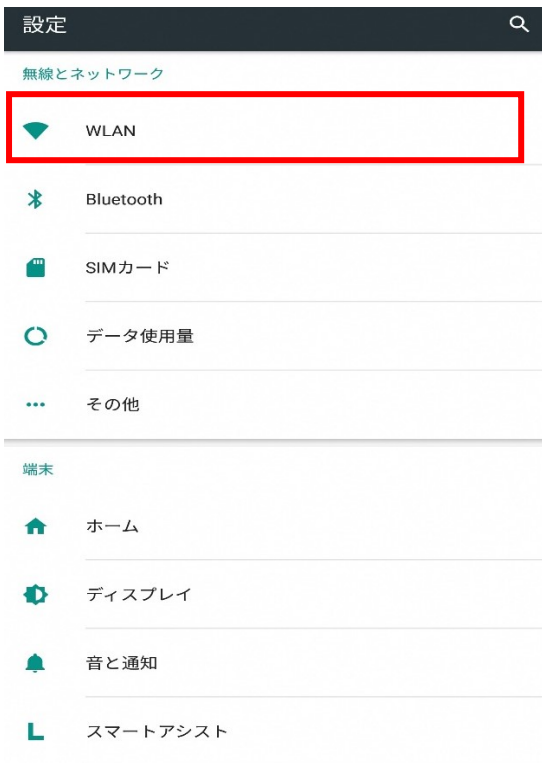 設定
無線とネットワーク
WLAN
Bluetooth
SIMカード
データ使用量
その他
端末
ホーム
ディスプレイ
音と通知
スマートアシスト